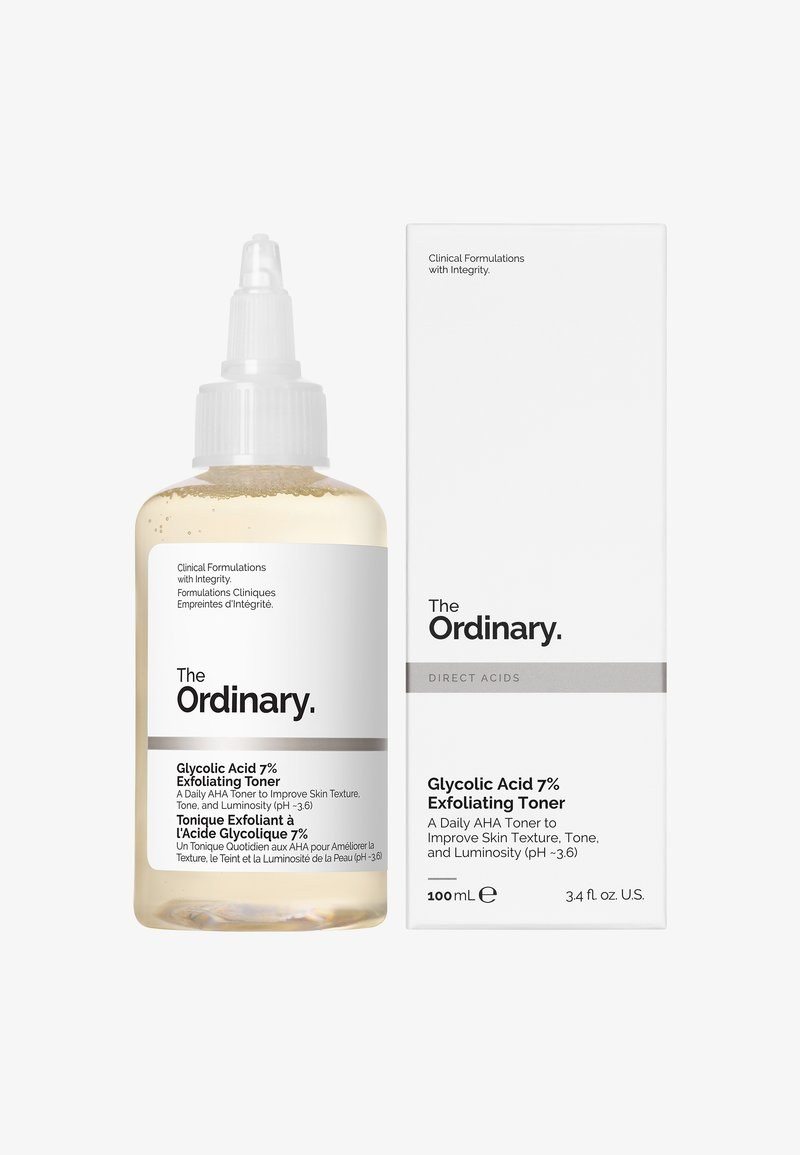 Clinical Formulations
with Integrity.
Formulations Cliniques
Empreintes d'Intégrité.
The
Ordinary.
Glycolic Acid 7%
Exfoliating Toner
A Daily AHA Toner to Improve Skin Texture,
Tone, and Luminosity (pH ~3.6)
Tonique Exfoliant à
l'Acide Glycolique 7%
Un Tonique Quotidien aux AHA pour Améliorer la
Texture, le Teint et la Luminosité de la Peau (pH ~3.6)
Clinical Formulations
with Integrity.
The
Ordinary.
DIRECT ACIDS
Glycolic Acid 7%
Exfoliating Toner
A Daily AHA Toner to
Improve Skin Texture, Tone,
and Luminosity (pH ~3.6)
100 mL ℮ 3.4 fl. oz. U.S.